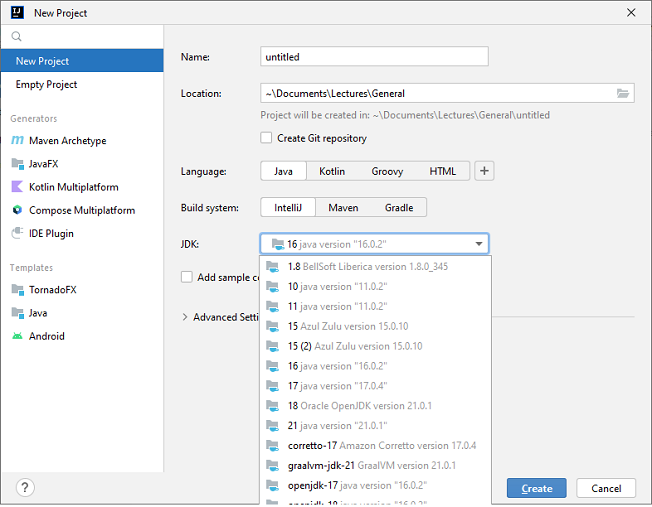 New Project
New Project
Empty Project
Generators
Maven Archetype
JavaFX
Kotlin Multiplatform
Compose Multiplatform
IDE Plugin
Templates
TornadoFX
Java
Android
Name: untitled
Location: ~\Documents\Lectures\General
Project will be created in: ~\Documents\Lectures\General\untitled
Create Git repository
Language: Java Kotlin Groovy HTML +
Build system: IntelliJ Maven Gradle
JDK: 16 java version "16.0.2"
Add sample
Advanced
1.8 BellSoft Liberica version 1.8.0_345
10 java version "11.0.2"
11 java version "11.0.2"
15 Azul Zulu version 15.0.10
15 (2) Azul Zulu version 15.0.10
16 java version "16.0.2"
17 java version "17.0.4"
18 Oracle OpenJDK version 21.0.1
21 java version "21.0.1"
corretto-17 Amazon Corretto version 17.0.4
graalvm-jdk-21 GraalVM version 21.0.1
openjdk-17 java version "16.0.2"
openjdk-18 java version "16.0.2"
? Create Cancel